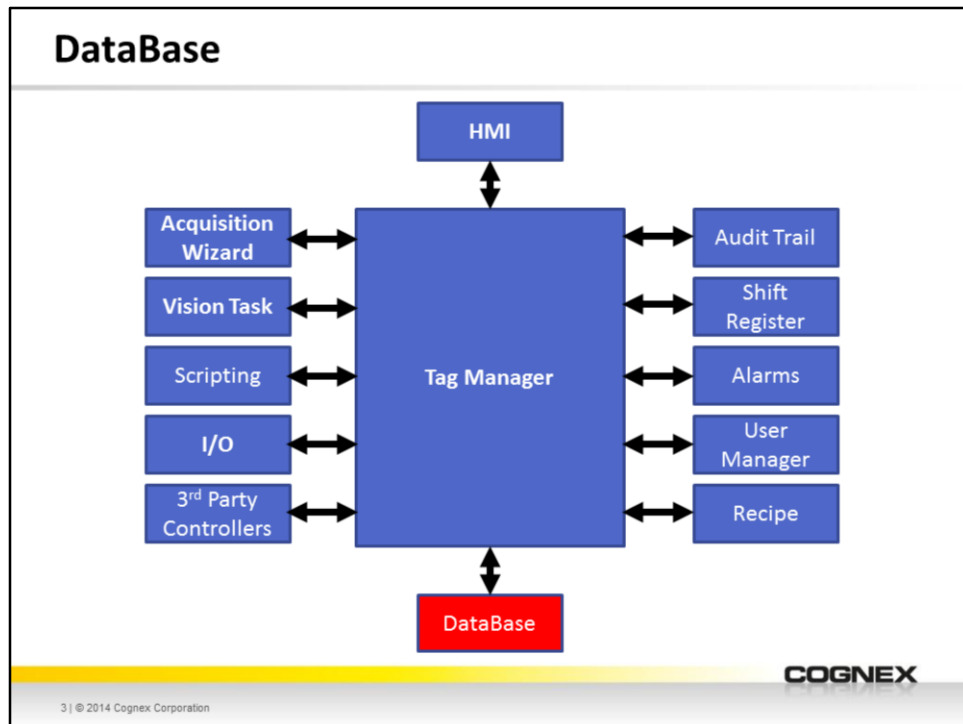 DataBase
HMI
Acquisition
Wizard
Vision Task
Scripting
I/O
3rd Party
Controllers
Tag Manager
Audit Trail
Shift
Register
Alarms
User
Manager
Recipe
DataBase
COGNEX
3 | © 2014 Cognex Corporation